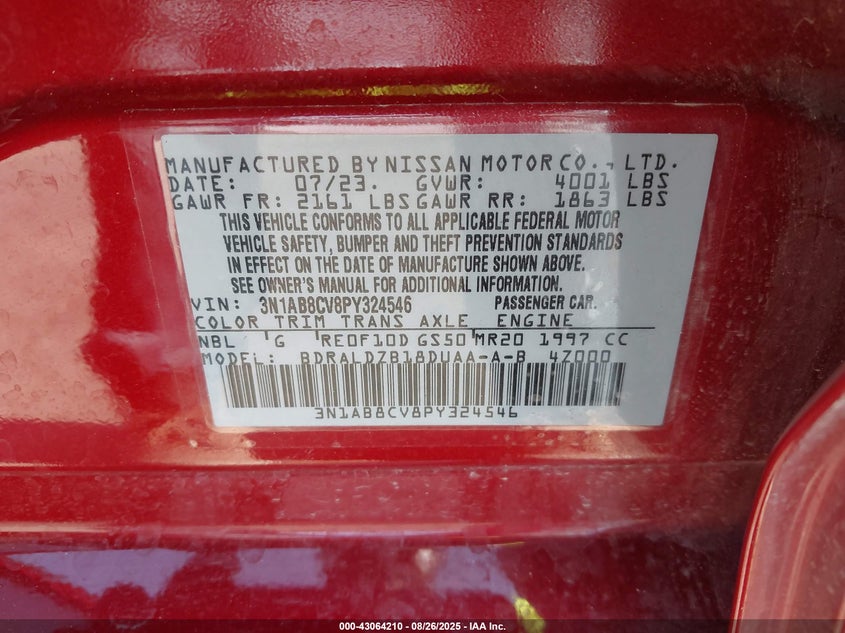 MANUFACTURED BY NISSAN MOTOR CO., LTD.
DATE: 07/23. GVWR: 4001 LBS
GAWR FR: 2161 LBS GAWR RR: 1863 LBS
THIS VEHICLE CONFORMS TO ALL APPLICABLE FEDERAL MOTOR
VEHICLE SAFETY, BUMPER AND THEFT PREVENTION STANDARDS
IN EFFECT ON THE DATE OF MANUFACTURE SHOWN ABOVE.
SEE OWNER'S MANUAL FOR ADDITIONAL INFORMATION.
VIN: 3N1AB8CV8PY324546 PASSENGER CAR.
COLOR TRIM TRANS AXLE ENGINE
NBL G RE0F10D GS50 MR20 1997 CC
MODEL: BDRALDZB18DUAA-A-B 4Z000
3N1AB8CV8PY324546
000-43064210 - 08/26/2025 - IAA Inc.